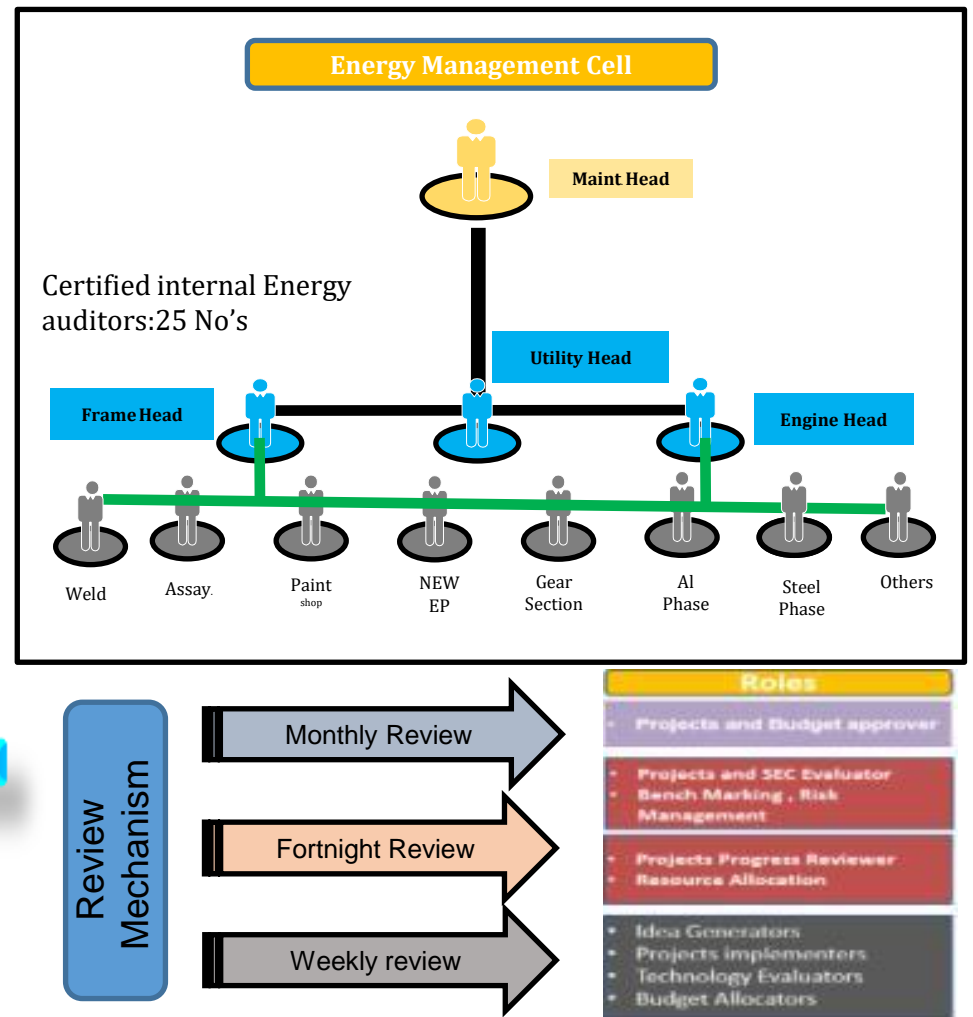 Energy Management Cell
Maint Head
Certified internal Energy
auditors:25 No's
Utility Head
Frame Head
Engine Head
Weld
Assay.
Paint
shop
NEW
EP
Gear
Section
Al
Phase
Steel
Phase
Others
Review
Mechanism
Monthly Review
Fortnight Review
Weekly review
Roles
• Projects and Budget approver
• Projects and SEC Evaluator
• Bench Marking , Risk
Management
• Projects Progress Reviewer
• Resource Allocation
• Idea Generators
• Projects implementers
• Technology Evaluators
• Budget Allocators